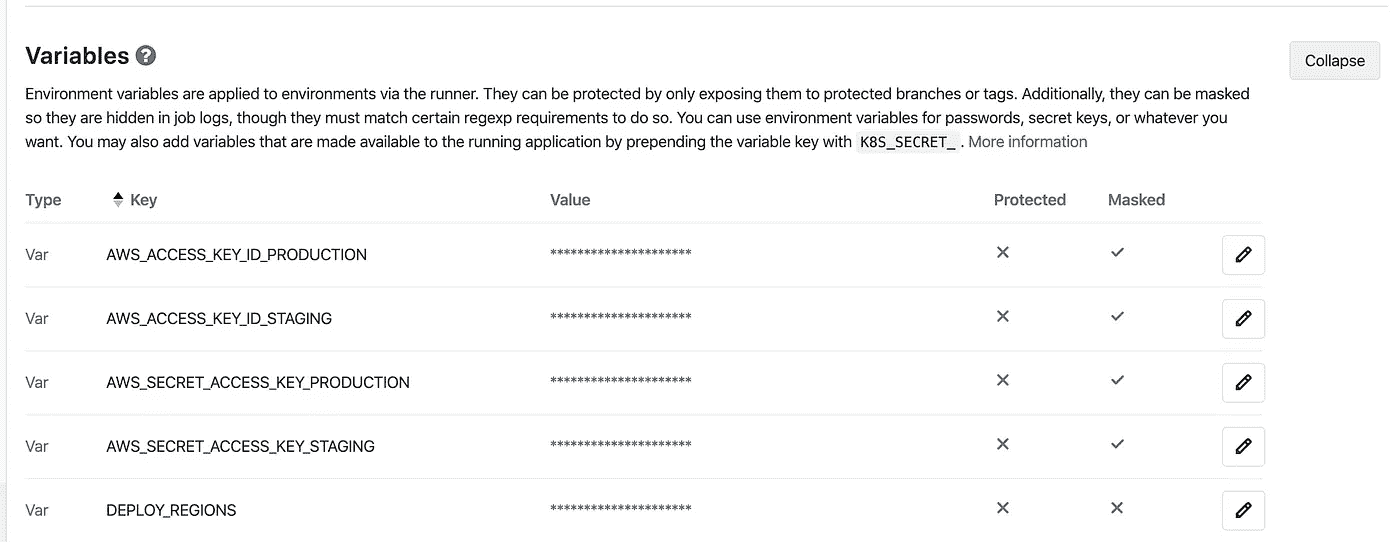 Variables ?
Collapse
Environment variables are applied to environments via the runner. They can be protected by only exposing them to protected branches or tags. Additionally, they can be masked
so they are hidden in job logs, though they must match certain regexp requirements to do so. You can use environment variables for passwords, secret keys, or whatever you
want. You may also add variables that are made available to the running application by prepending the variable key with K8S_SECRET_ . More information
Type Key Value Protected Masked
Var AWS_ACCESS_KEY_ID_PRODUCTION *********************
Var AWS_ACCESS_KEY_ID_STAGING *********************
Var AWS_SECRET_ACCESS_KEY_PRODUCTION *********************
Var AWS_SECRET_ACCESS_KEY_STAGING *********************
Var DEPLOY_REGIONS *********************